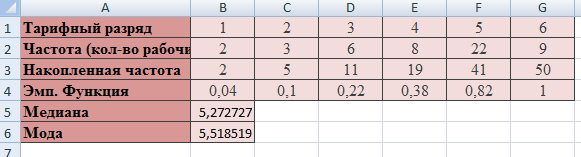 A B C D E F G
1 Тарифный разряд 1 2 3 4 5 6
2 Частота (кол-во рабочи 2 3 6 8 22 9
3 Накопленная частота 2 5 11 19 41 50
4 Эмп. Функция 0,04 0,1 0,22 0,38 0,82 1
5 Медиана 5,272727
6 Мода 5,518519
7